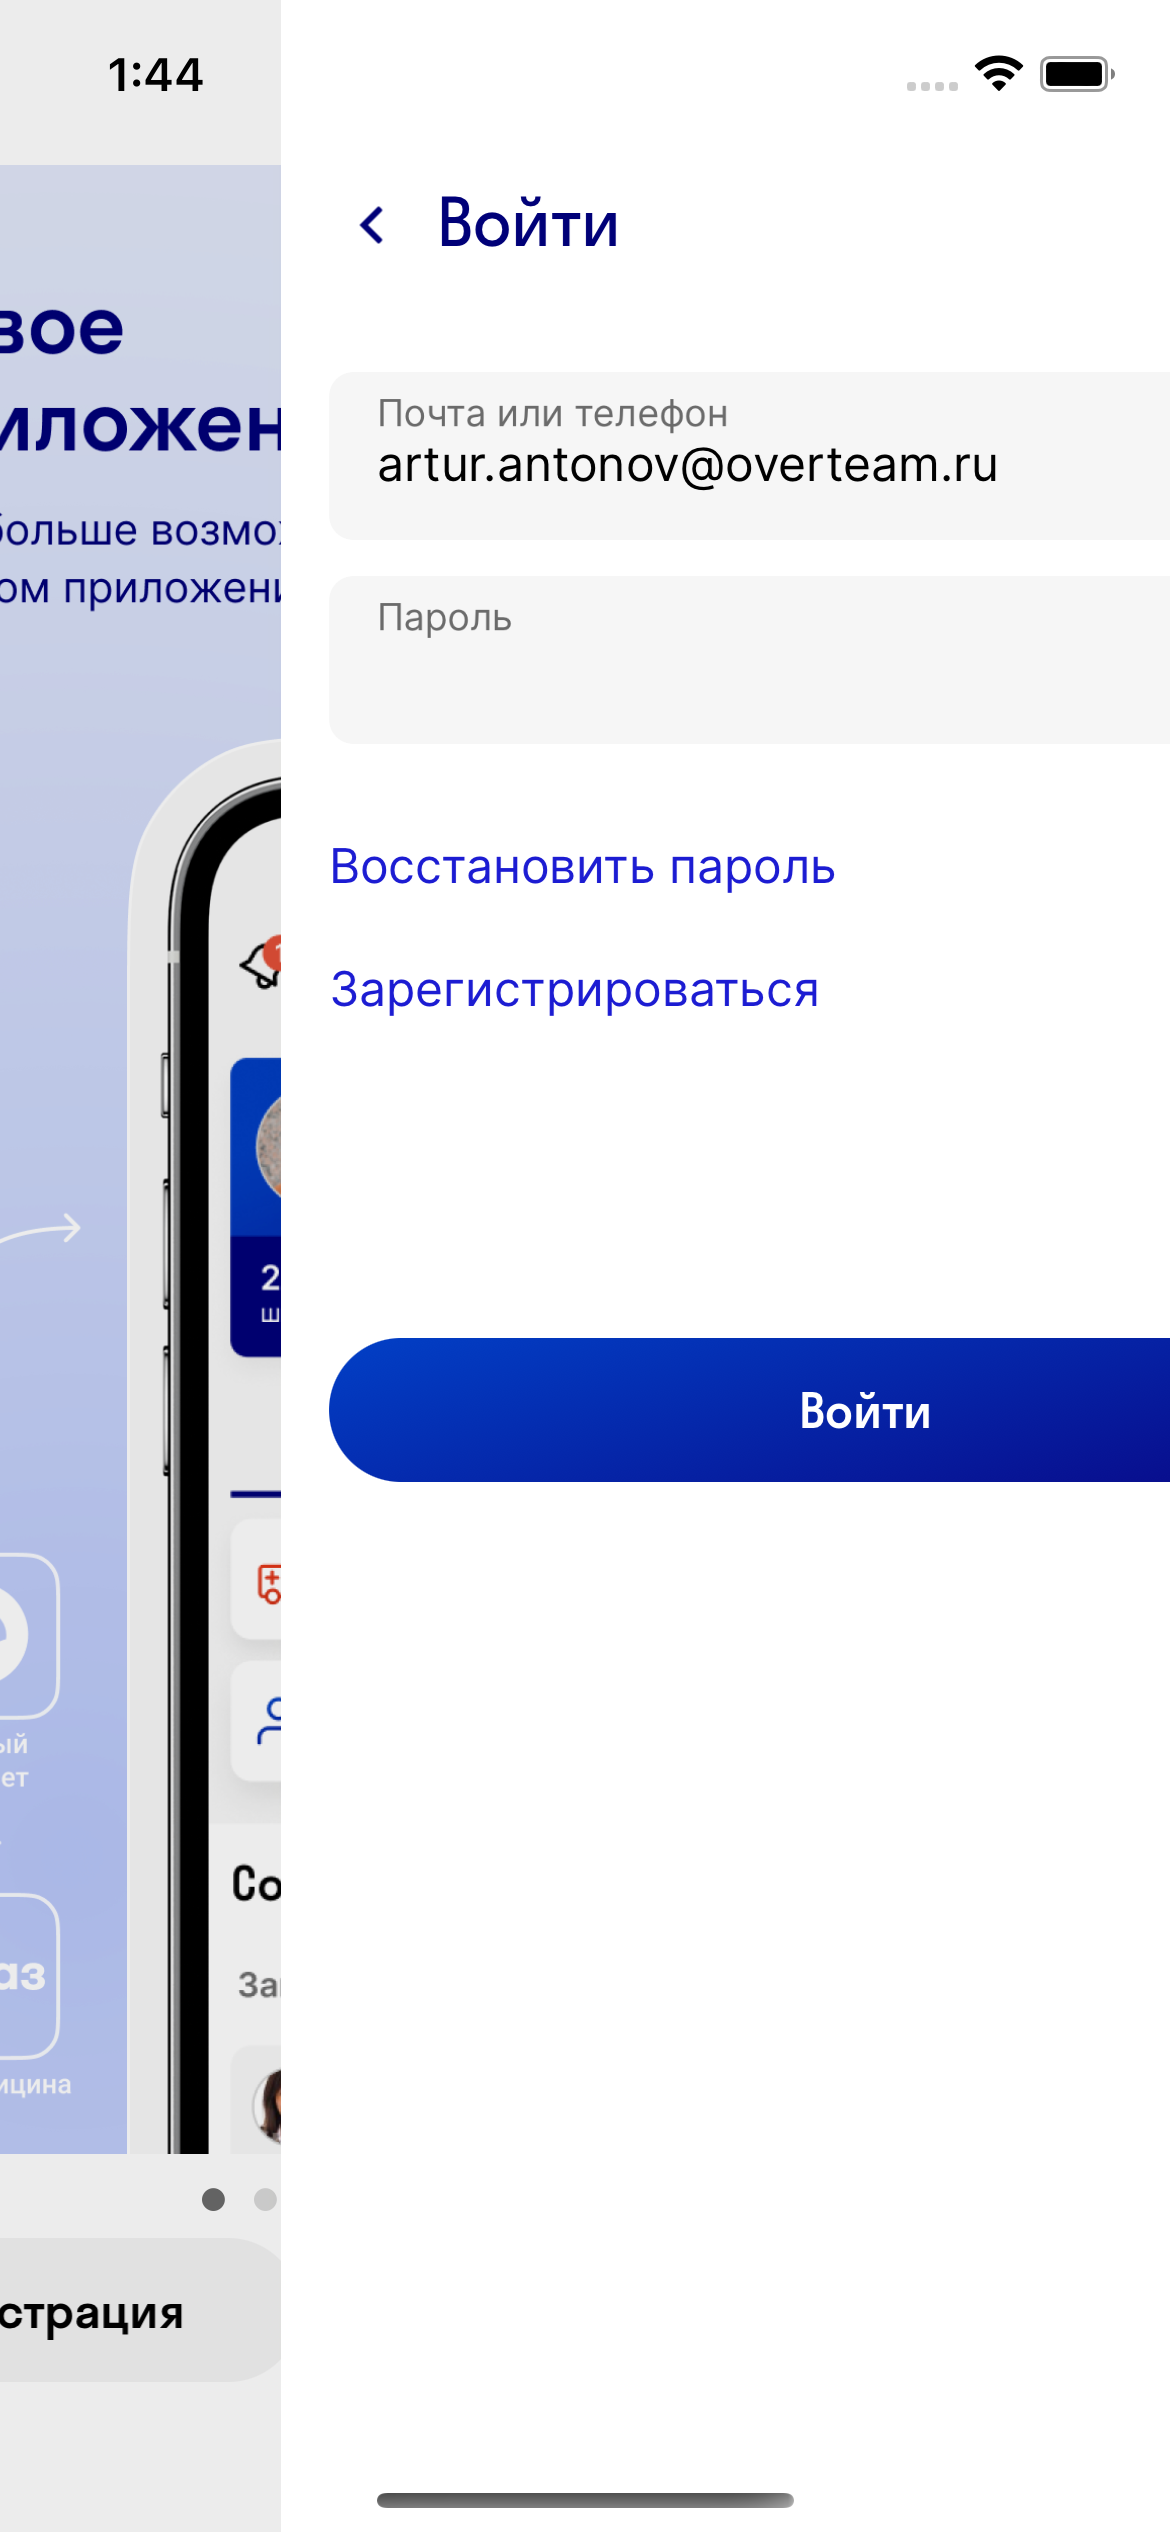 1:44
Войти
вое
иложен
Почта или телефон
artur.antonov@overteam.ru
больше возмо
ом приложени
Пароль
Восстановить пароль
Зарегистрироваться
2
ш
Войти
ый
ет
Со
За
аз
ицина
страция